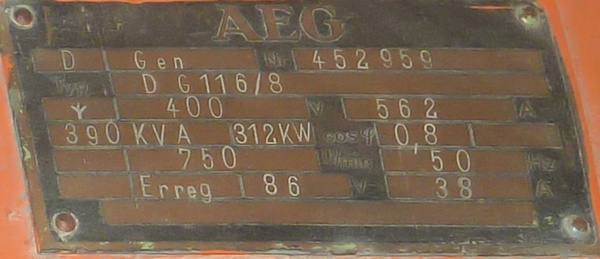 AEG
D Gen Nr 452959
Typ D G116/8
400 V 562 A
390 KVA 312KW cos φ 0,8
750 U/min 50 Hz
Erreg 86 V 38 A